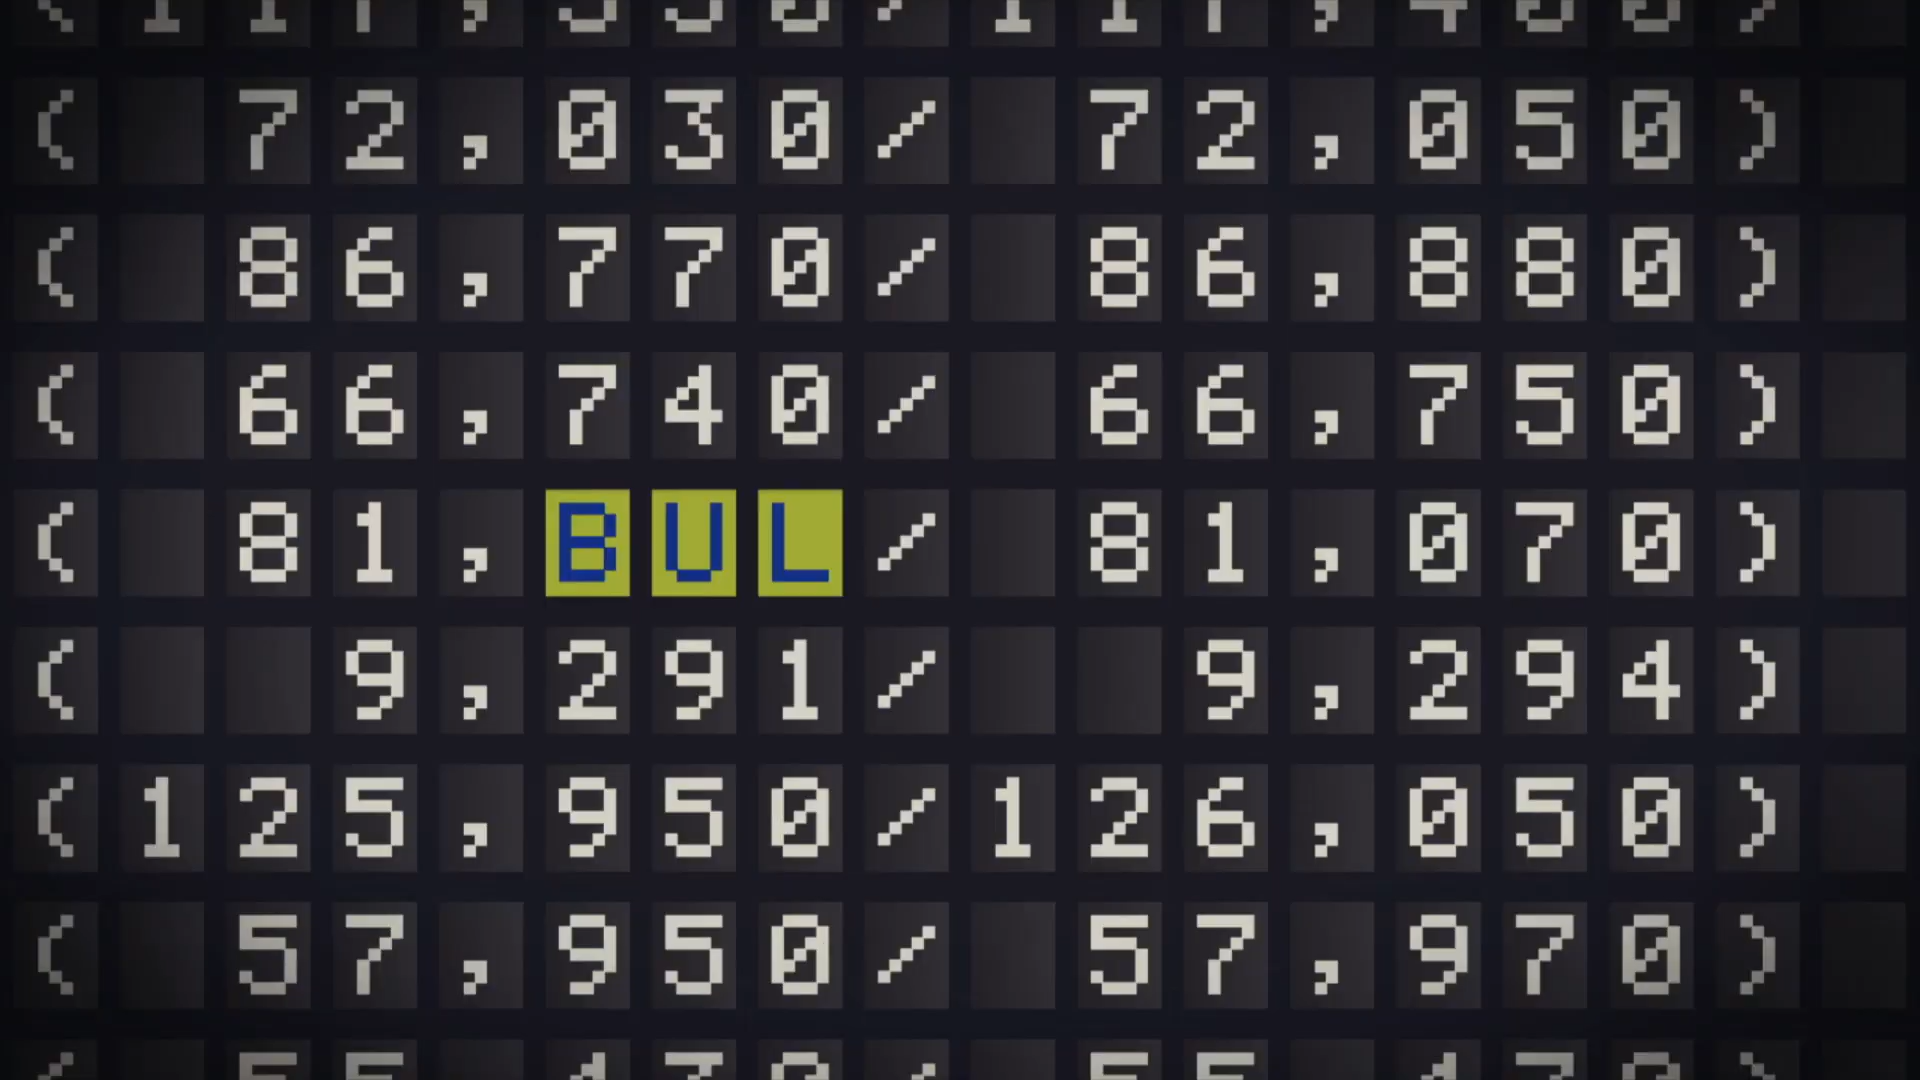 ( 72,030/ 72,050)
( 86,770/ 86,880)
( 66,740/ 66,750)
( 81,BUL/ 81,070)
( 9,291/ 9,294)
(125,950/126,050)
( 57,950/ 57,970)